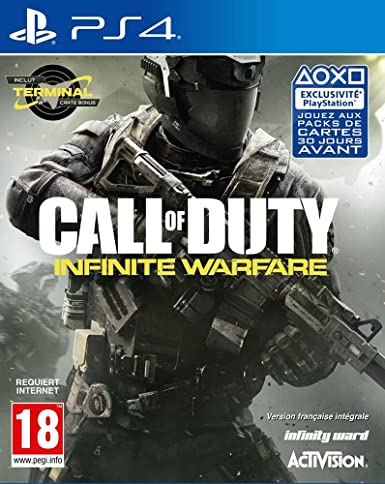 PS4
INCLUT
TERMINAL
CARTE BONUS
EXCLUSIVITÉ*
PlayStation®
JOUEZ AUX
PACKS DE
CARTES
30 JOURS
AVANT
CALL OF DUTY®
INFINITE WARFARE
REQUIERT
INTERNET
18
www.pegi.info
Version française intégrale
infinity ward
ACTIVISION®